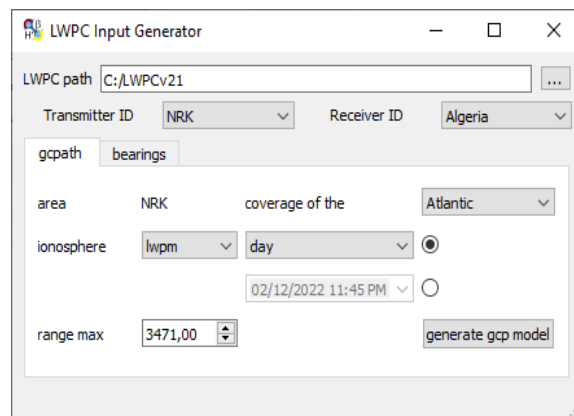 LWPC Input Generator
LWPC path C:/LWPCv21 ...
Transmitter ID NRK Receiver ID Algeria
gcpath bearings
area NRK coverage of the Atlantic
ionosphere lwpm day
02/12/2022 11:45 PM
range max 3471,00 generate gcp model